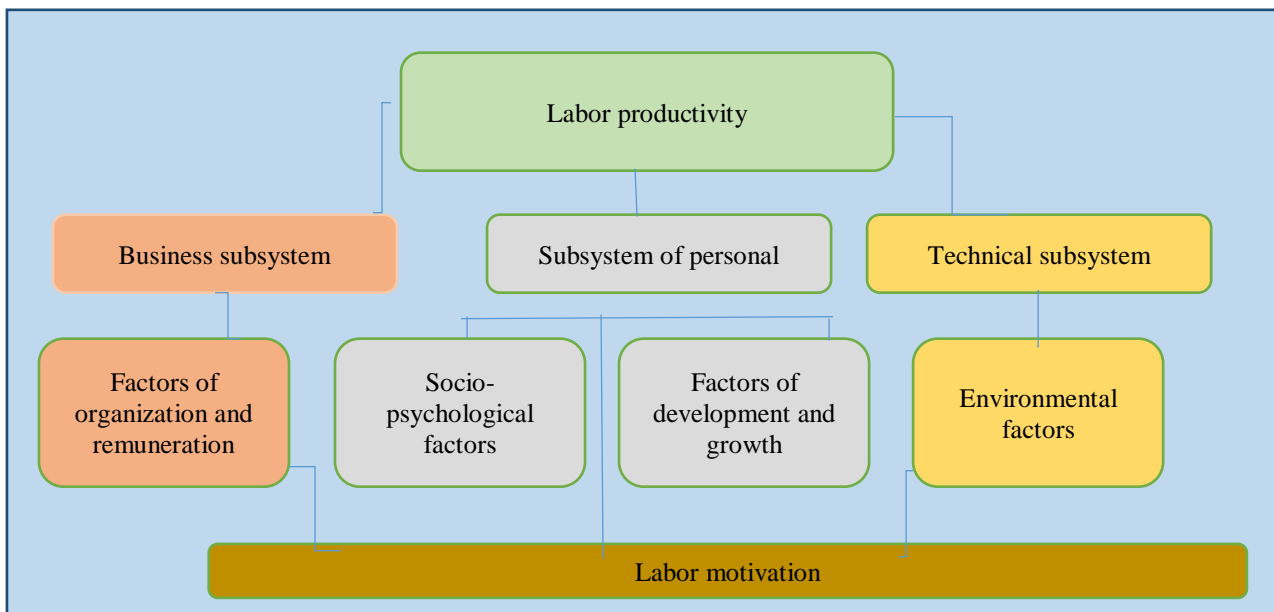 Labor productivity
Business subsystem
Subsystem of personal
Technical subsystem
Factors of
organization and
remuneration
Socio-
psychological
factors
Factors of
development and
growth
Environmental
factors
Labor motivation